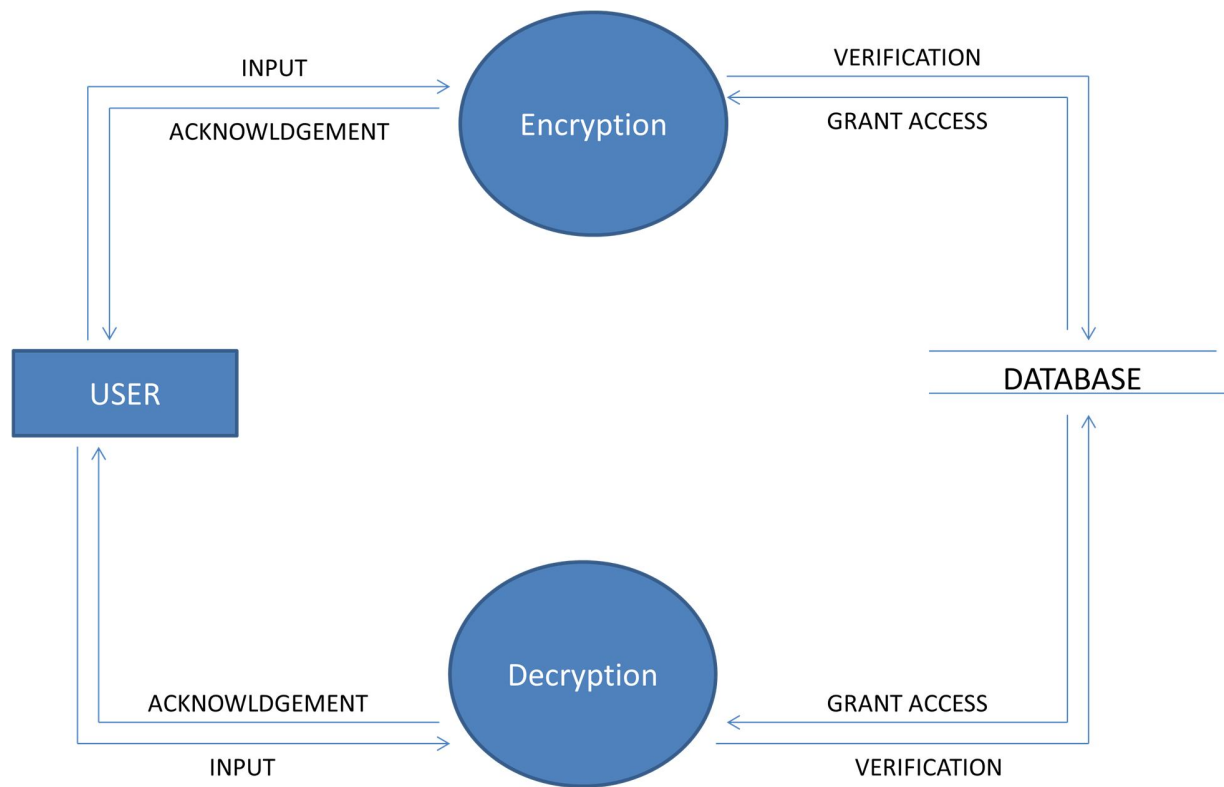 INPUT
VERIFICATION
ACKNOWLDGEMENT
Encryption
GRANT ACCESS
USER
DATABASE
Decryption
ACKNOWLDGEMENT
GRANT ACCESS
INPUT
VERIFICATION